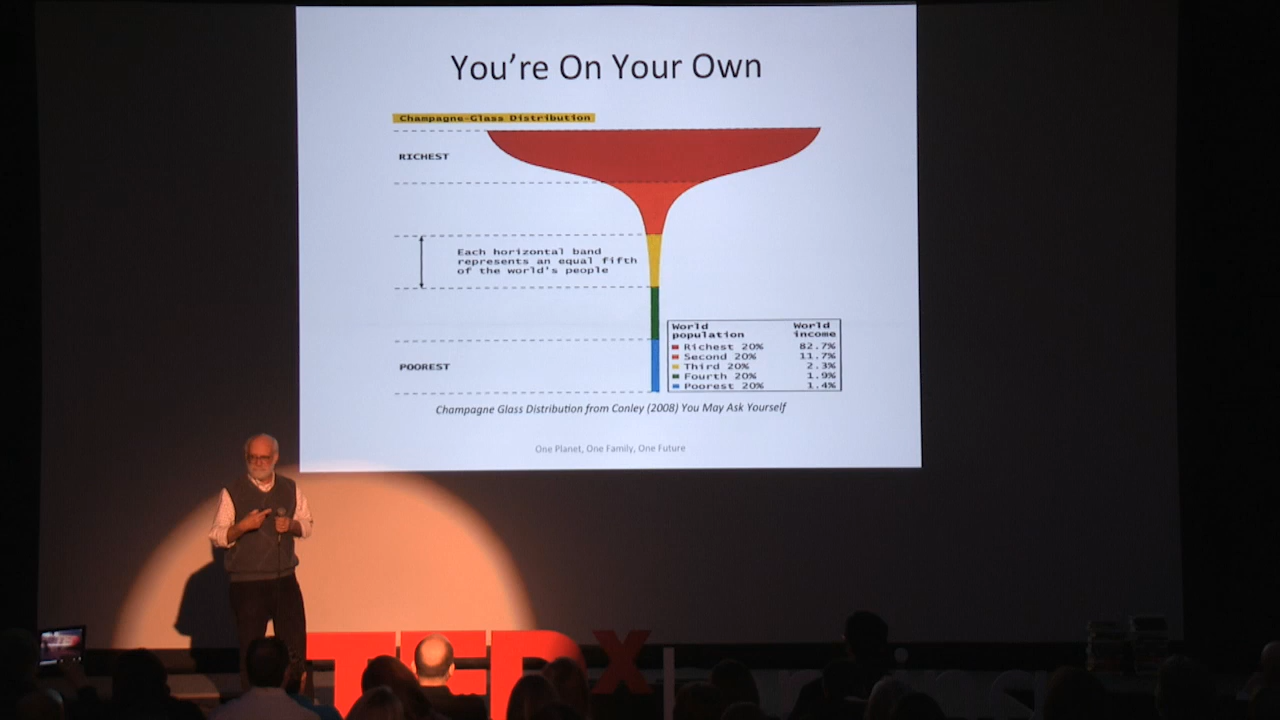 You're On Your Own
Champagne-Glass Distribution
RICHEST
Each horizontal band
represents an equal fifth
of the world's people
World World
population income
Richest 20% 82.7%
Second 20% 11.7%
Third 20% 2.3%
Fourth 20% 1.9%
Poorest 20% 1.4%
POOREST
Champagne Glass Distribution from Conley (2008) You May Ask Yourself
One Planet, One Family, One Future
TEDx